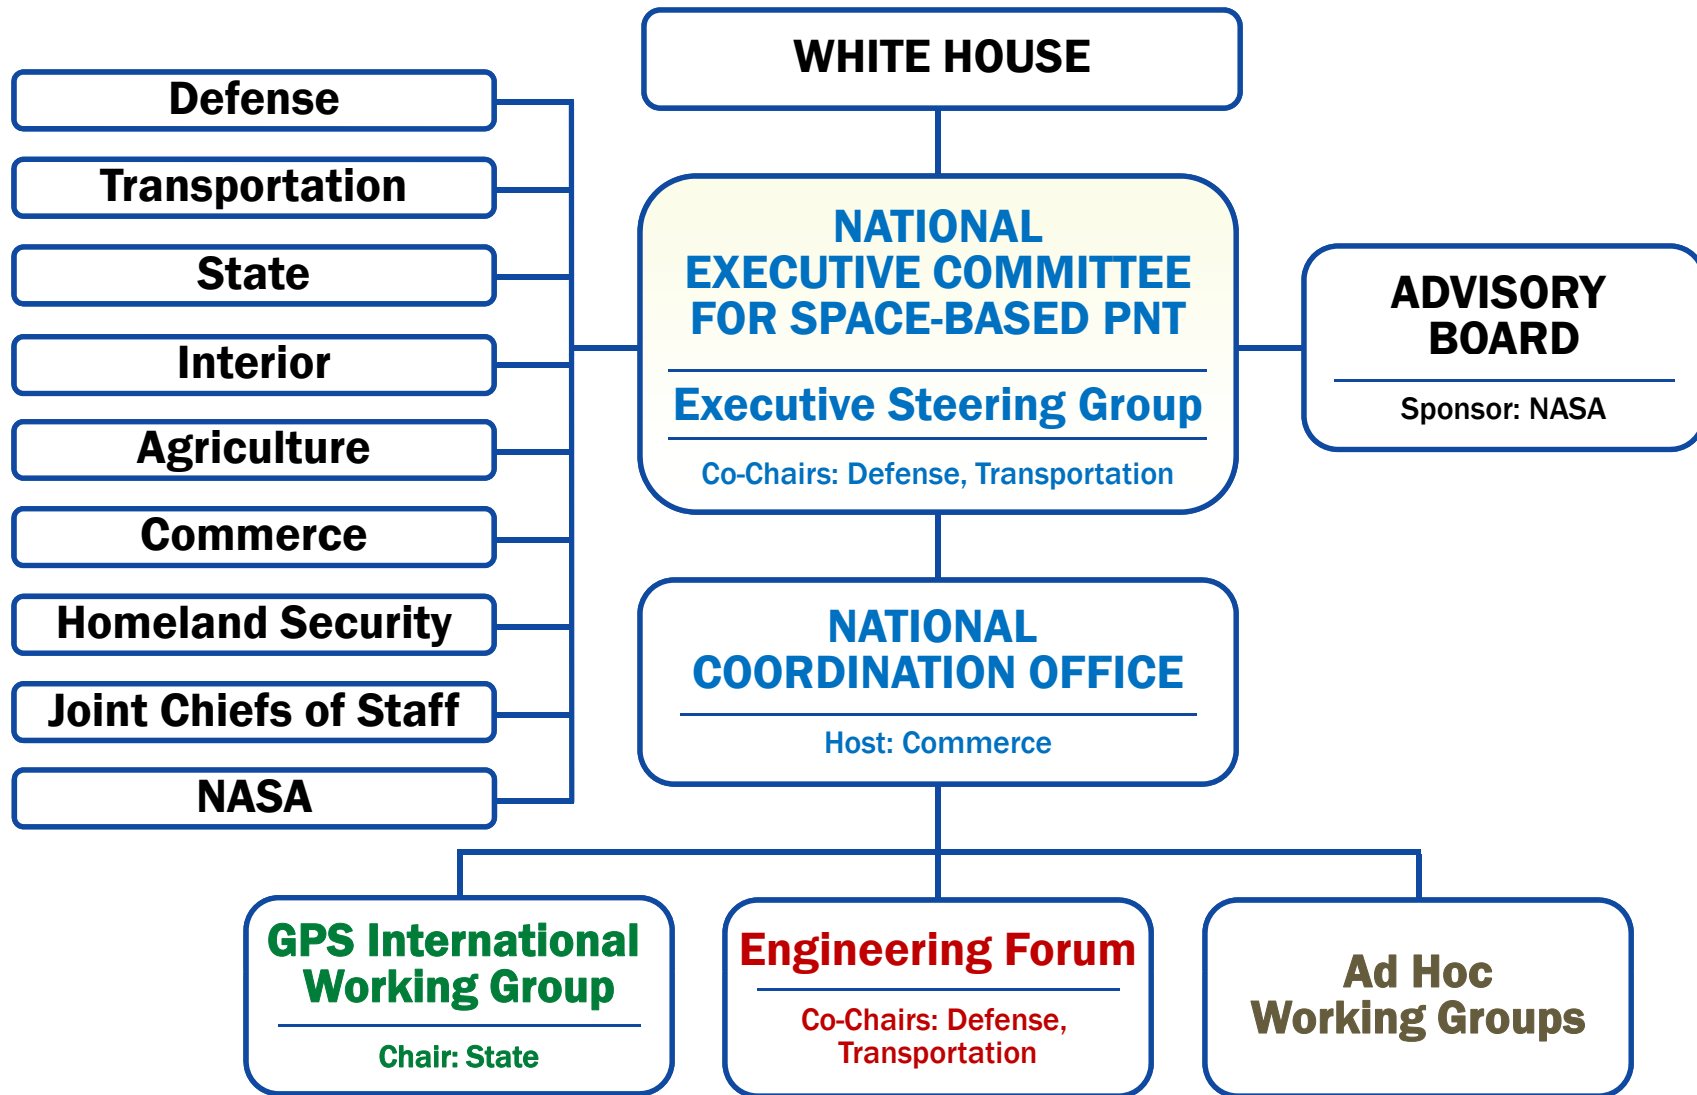 WHITE HOUSE
Defense
Transportation
State
Interior
Agriculture
Commerce
Homeland Security
Joint Chiefs of Staff
NASA
NATIONAL
EXECUTIVE COMMITTEE
FOR SPACE-BASED PNT
Executive Steering Group
Co-Chairs: Defense, Transportation
ADVISORY
BOARD
Sponsor: NASA
NATIONAL
COORDINATION OFFICE
Host: Commerce
GPS International
Working Group
Chair: State
Engineering Forum
Co-Chairs: Defense,
Transportation
Ad Hoc
Working Groups